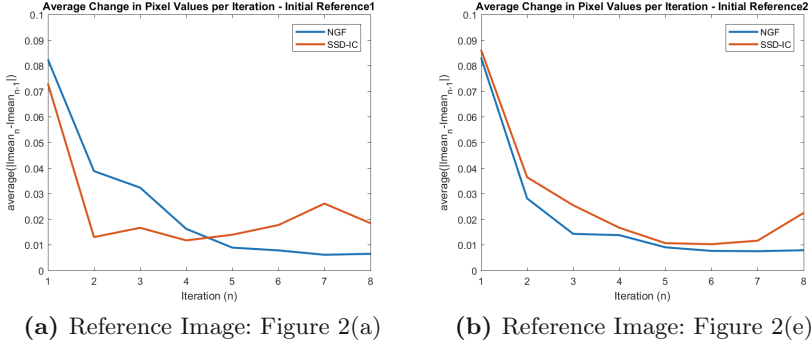 Average Change in Pixel Values per Iteration - Initial Reference1
0.1
0.09
0.08
0.07
0.06
0.05
0.04
0.03
0.02
0.01
0
average(|Imean_n-Imean_{n-1}|)
NGF
SSD-IC
1 2 3 4 5 6 7 8
Iteration (n)
(a) Reference Image: Figure 2(a)
Average Change in Pixel Values per Iteration - Initial Reference2
0.1
0.09
0.08
0.07
0.06
0.05
0.04
0.03
0.02
0.01
0
average(|Imean_n-Imean_{n-1}|)
NGF
SSD-IC
1 2 3 4 5 6 7 8
Iteration (n)
(b) Reference Image: Figure 2(e)